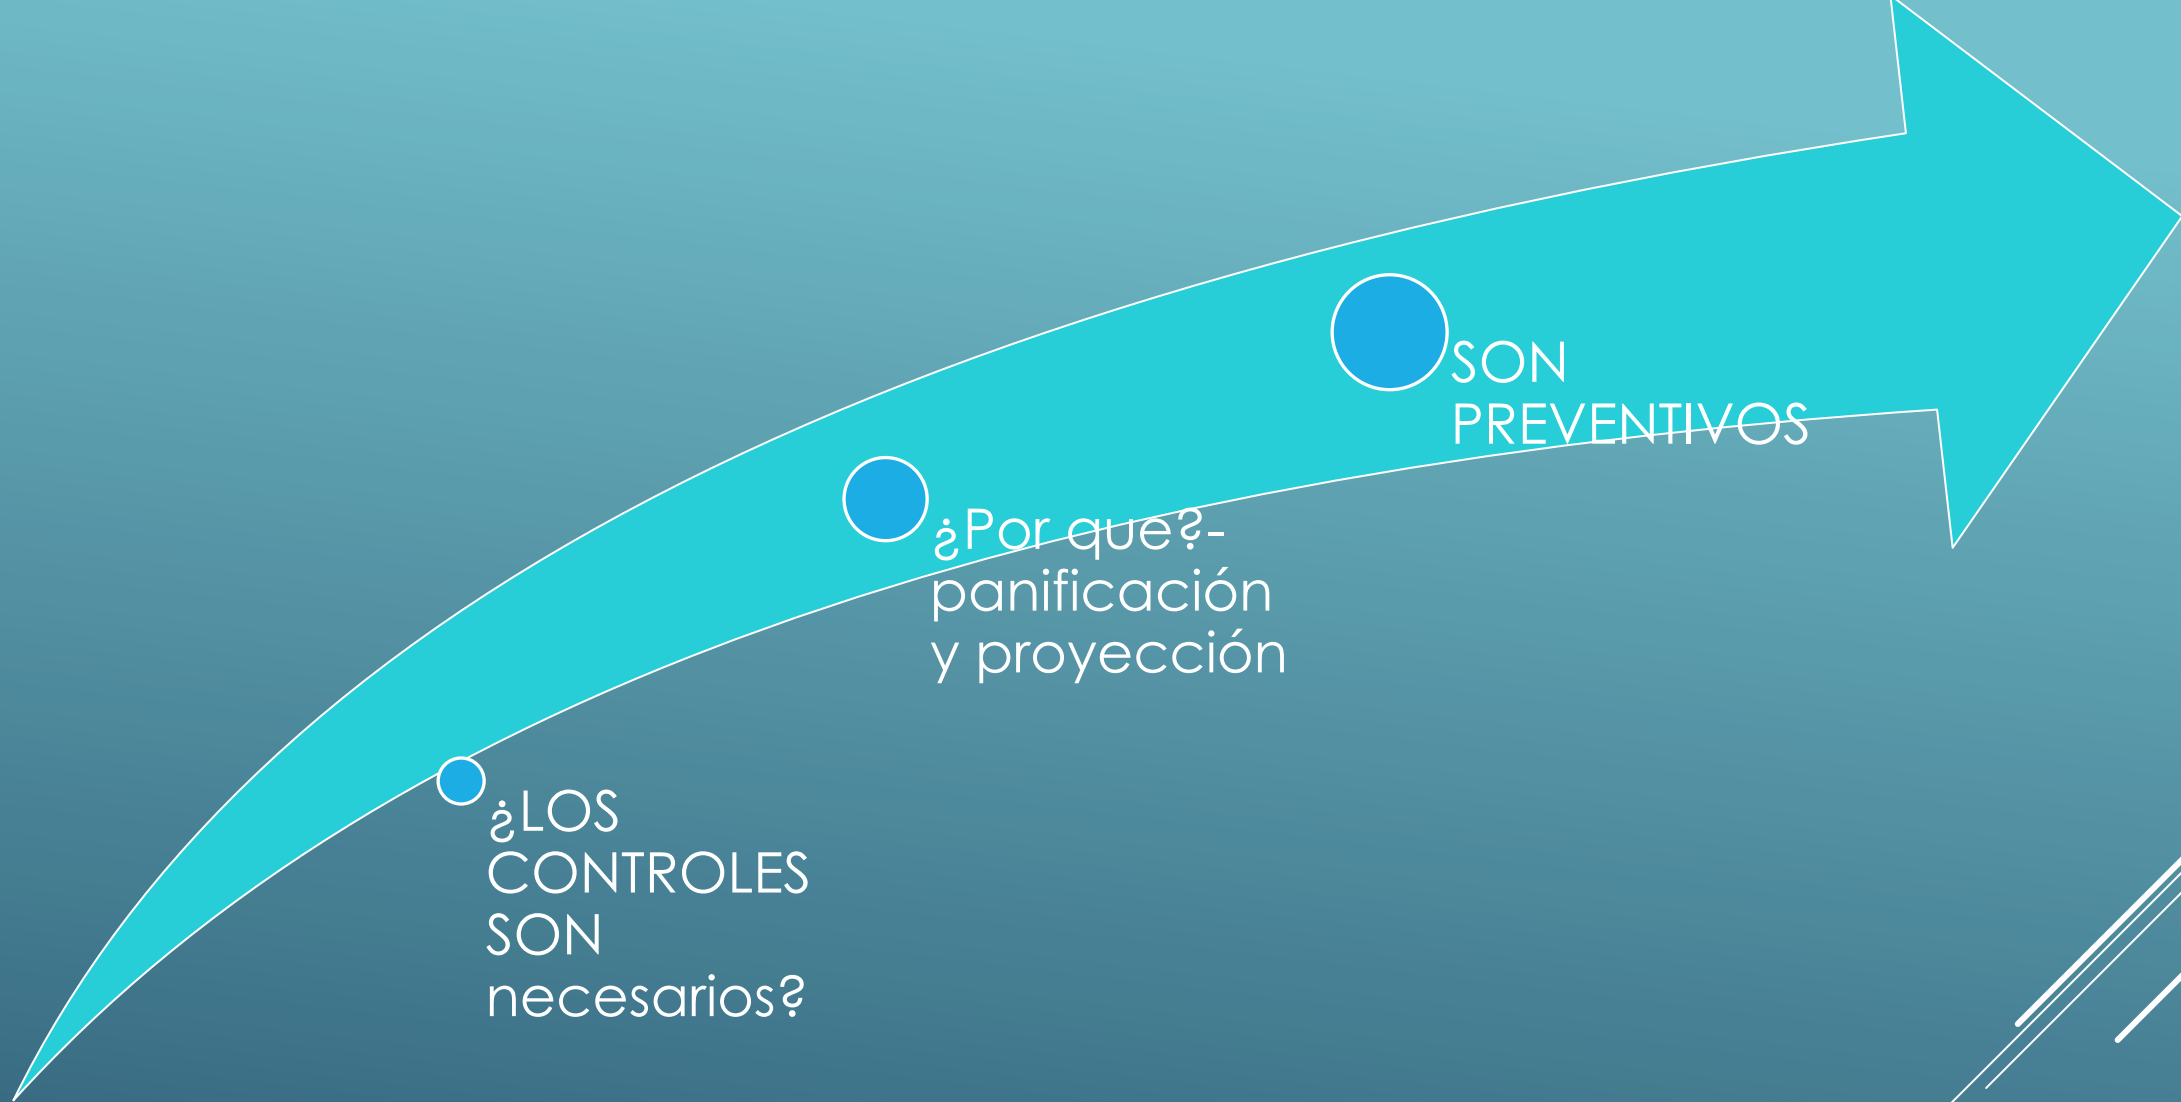 ¿LOS
CONTROLES
SON
necesarios?
¿Por que?-
panificación
y proyección
SON
PREVENTIVOS